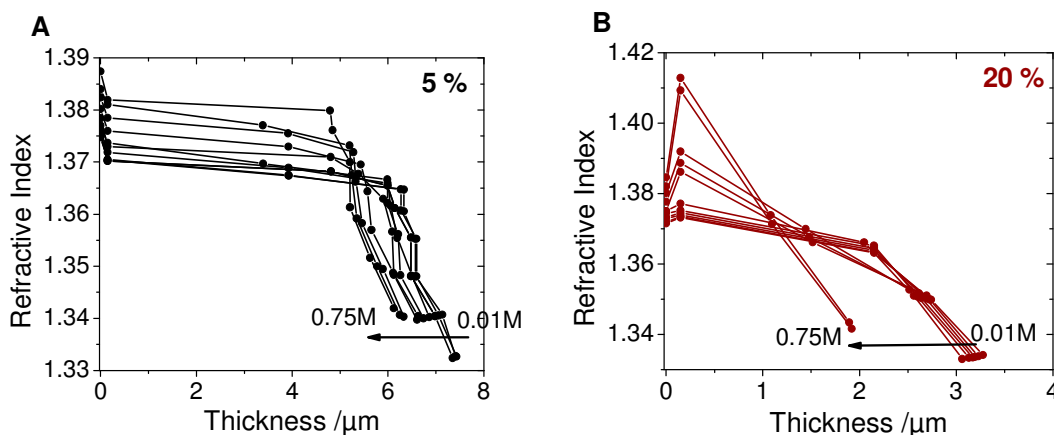 A
Refractive Index
1.39
1.38
1.37
1.36
1.35
1.34
1.33
5 %
0.75M
0.01M
0
2
4
6
8
Thickness /µm
B
Refractive Index
1.42
1.40
1.38
1.36
1.34
20 %
0.75M
0.01M
0
1
2
3
4
Thickness /µm